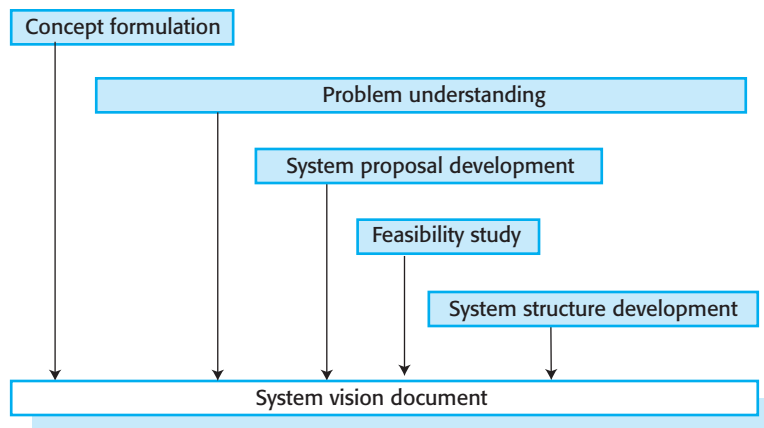 Concept formulation
Problem understanding
System proposal development
Feasibility study
System structure development
System vision document